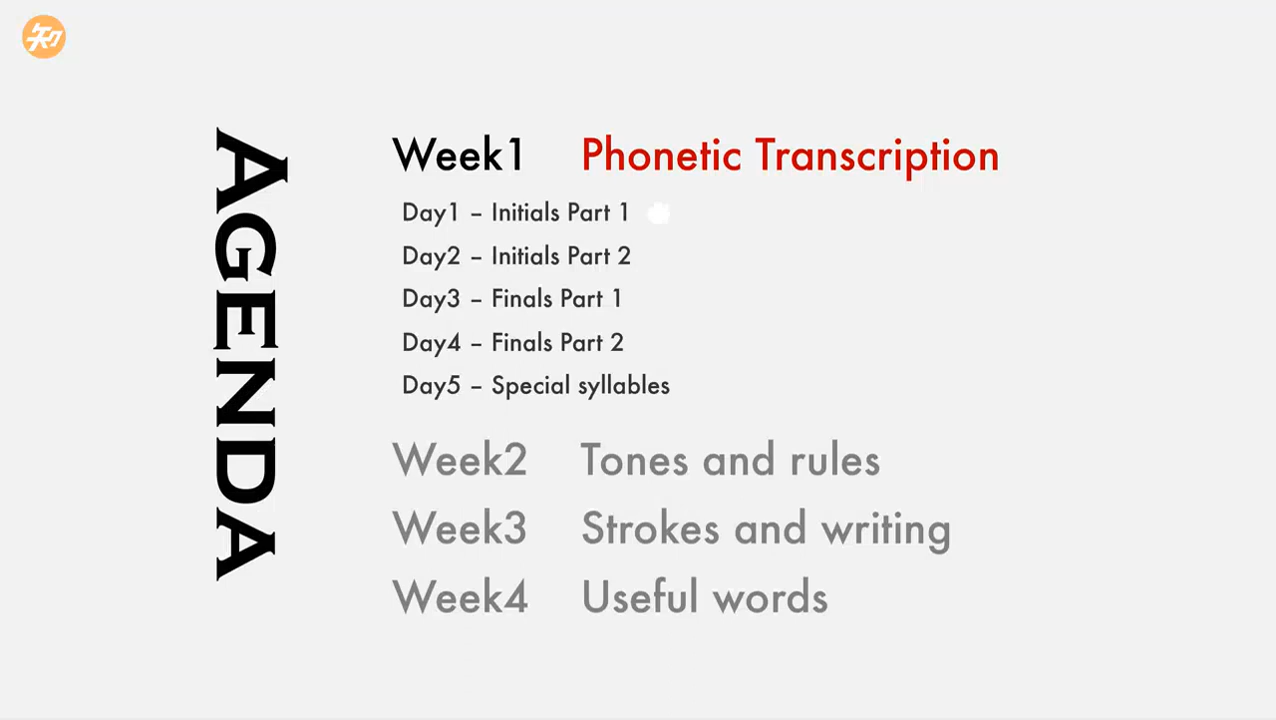 AGENDA
Week1 Phonetic Transcription
Day1 – Initials Part 1
Day2 – Initials Part 2
Day3 – Finals Part 1
Day4 – Finals Part 2
Day5 – Special syllables
Week2 Tones and rules
Week3 Strokes and writing
Week4 Useful words